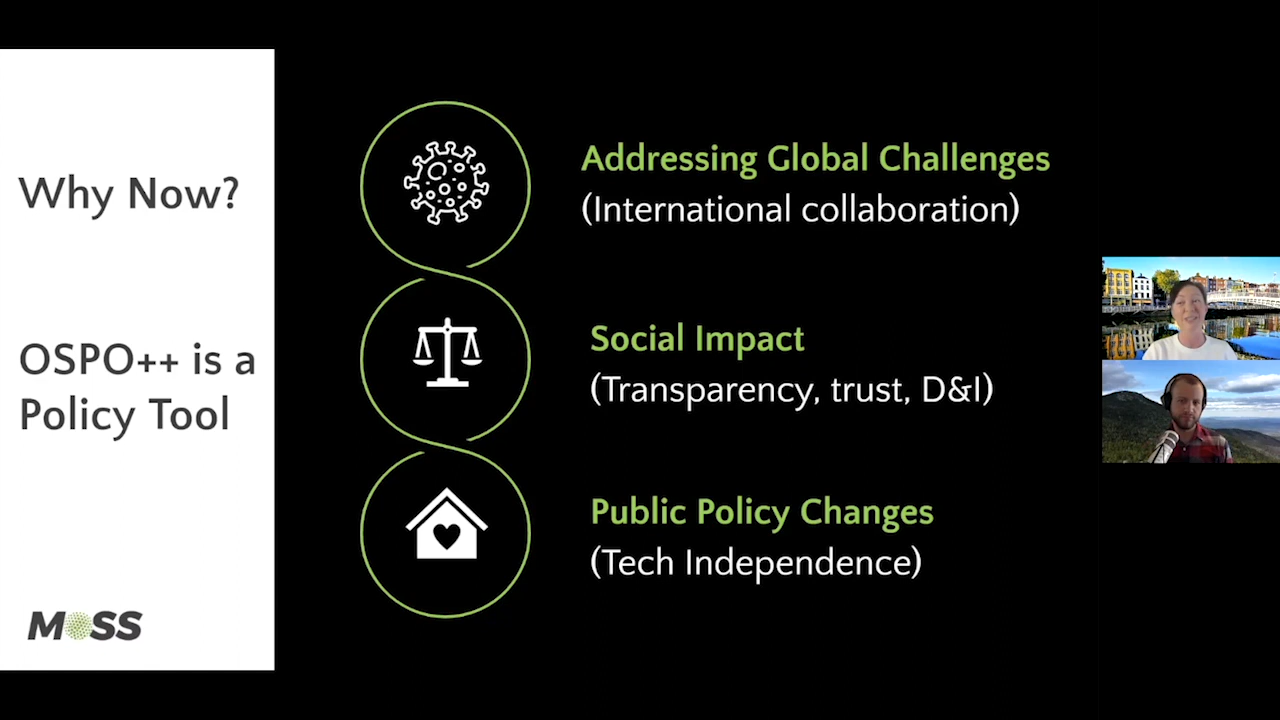 Why Now?
OSPO++ is a
Policy Tool
MOSS
Addressing Global Challenges
(International collaboration)
Social Impact
(Transparency, trust, D&I)
Public Policy Changes
(Tech Independence)